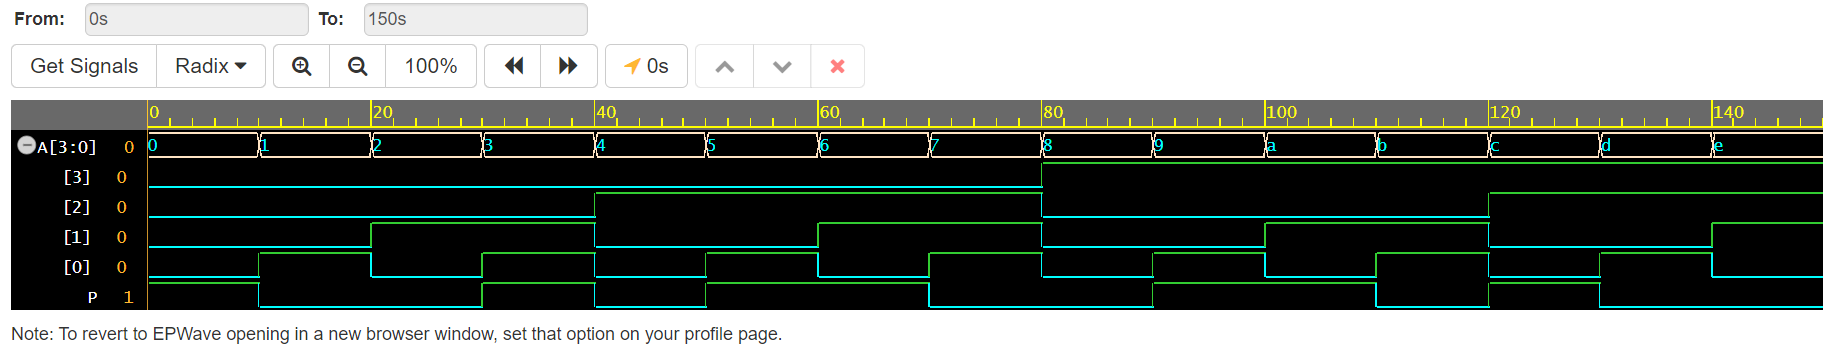 From: 0s To: 150s
Get Signals Radix 100% 0s
0 20 40 60 80 100 120 140
A[3:0] 0 0 1 2 3 4 5 6 7 8 9 a b c d e
[3] 0
[2] 0
[1] 0
[0] 0
P 1
Note: To revert to EPWave opening in a new browser window, set that option on your profile page.